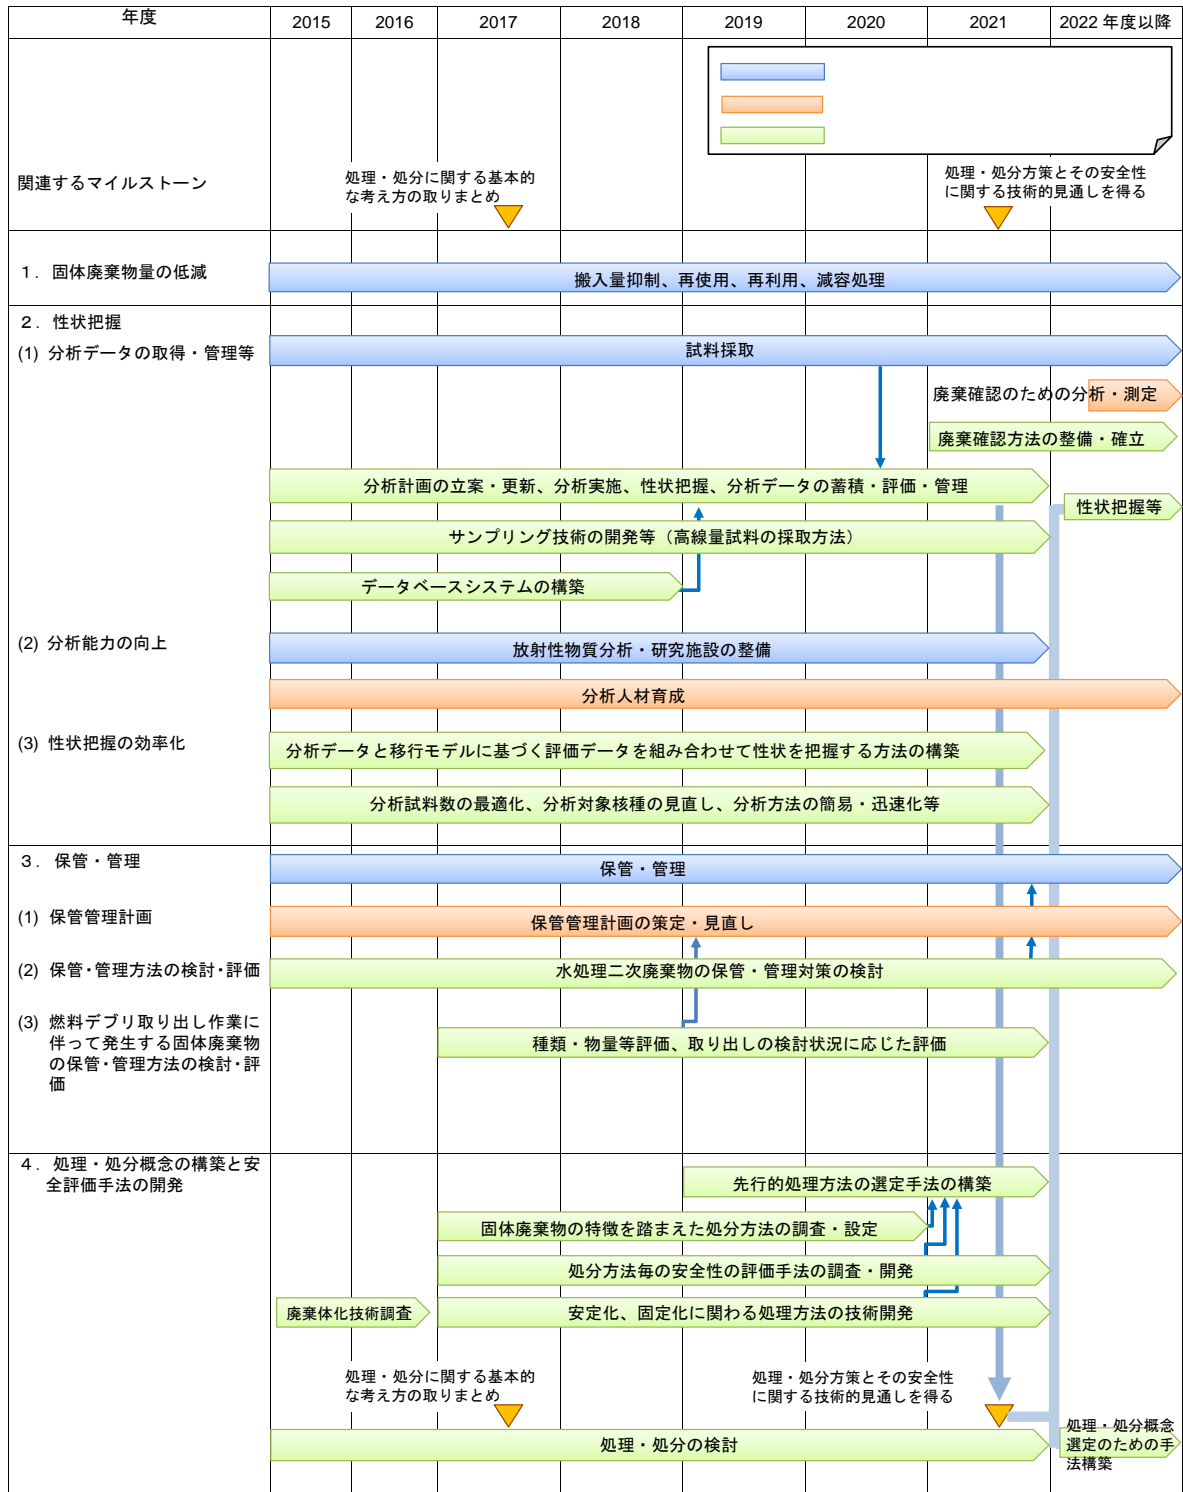 年度 2015 2016 2017 2018 2019 2020 2021 2022 年度以降
関連するマイルストーン
処理・処分に関する基本的
な考え方の取りまとめ
処理・処分方策とその安全性
に関する技術的見通しを得る
１．固体廃棄物量の低減
搬入量抑制、再使用、再利用、減容処理
２．性状把握
(1) 分析データの取得・管理等
試料採取
廃棄確認のための分析・測定
廃棄確認方法の整備・確立
分析計画の立案・更新、分析実施、性状把握、分析データの蓄積・評価・管理
性状把握等
サンプリング技術の開発等（高線量試料の採取方法）
データベースシステムの構築
(2) 分析能力の向上
放射性物質分析・研究施設の整備
分析人材育成
(3) 性状把握の効率化
分析データと移行モデルに基づく評価データを組み合わせて性状を把握する方法の構築
分析試料数の最適化、分析対象核種の見直し、分析方法の簡易・迅速化等
３．保管・管理
保管・管理
(1) 保管管理計画
保管管理計画の策定・見直し
(2) 保管・管理方法の検討・評価
水処理二次廃棄物の保管・管理対策の検討
(3) 燃料デブリ取り出し作業に
伴って発生する固体廃棄物
の保管・管理方法の検討・評
価
種類・物量等評価、取り出しの検討状況に応じた評価
４．処理・処分概念の構築と安
全評価手法の開発
先行的処理方法の選定手法の構築
固体廃棄物の特徴を踏まえた処分方法の調査・設定
処分方法毎の安全性の評価手法の調査・開発
廃棄体化技術調査
安定化、固定化に関わる処理方法の技術開発
処理・処分に関する基本的
な考え方の取りまとめ
処理・処分方策とその安全性
に関する技術的見通しを得る
処理・処分の検討
処理・処分概念
選定のための手
法構築